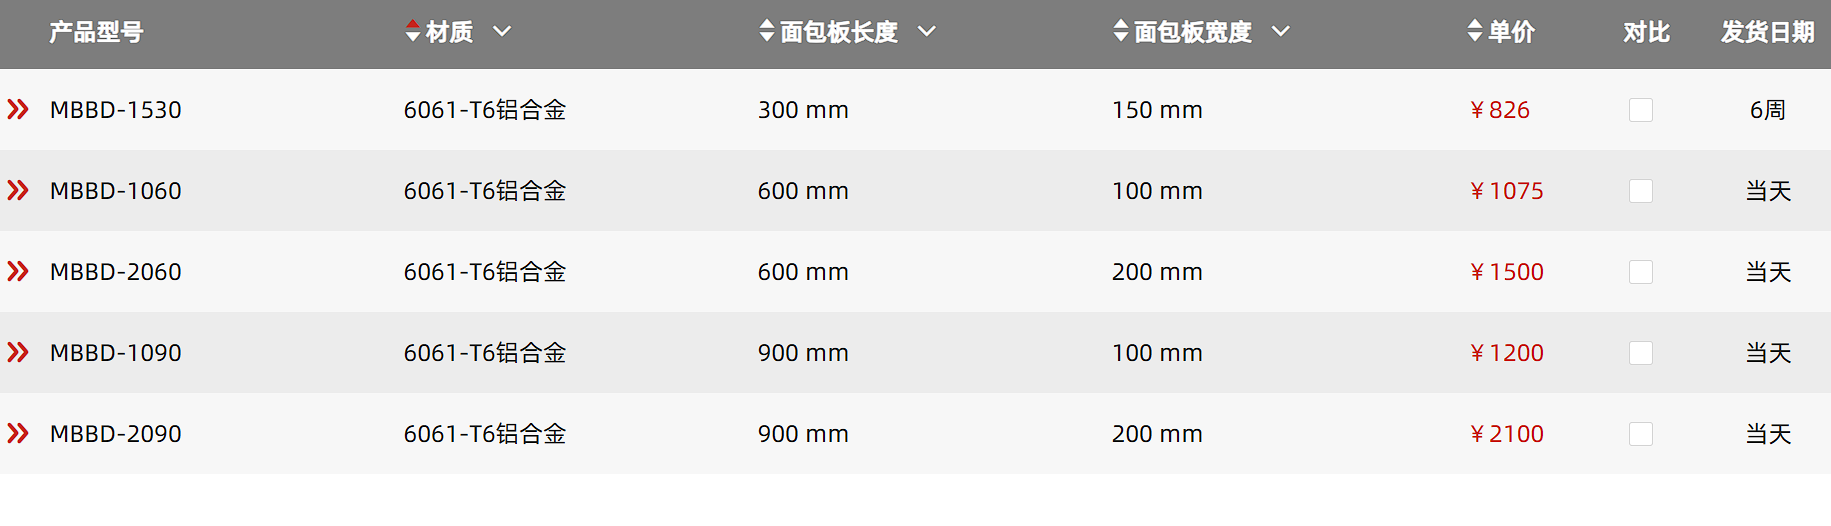 产品型号 材质 面包板长度 面包板宽度 单价 对比 发货日期
MBBD-1530 6061-T6铝合金 300 mm 150 mm ¥826 6周
MBBD-1060 6061-T6铝合金 600 mm 100 mm ¥1075 当天
MBBD-2060 6061-T6铝合金 600 mm 200 mm ¥1500 当天
MBBD-1090 6061-T6铝合金 900 mm 100 mm ¥1200 当天
MBBD-2090 6061-T6铝合金 900 mm 200 mm ¥2100 当天